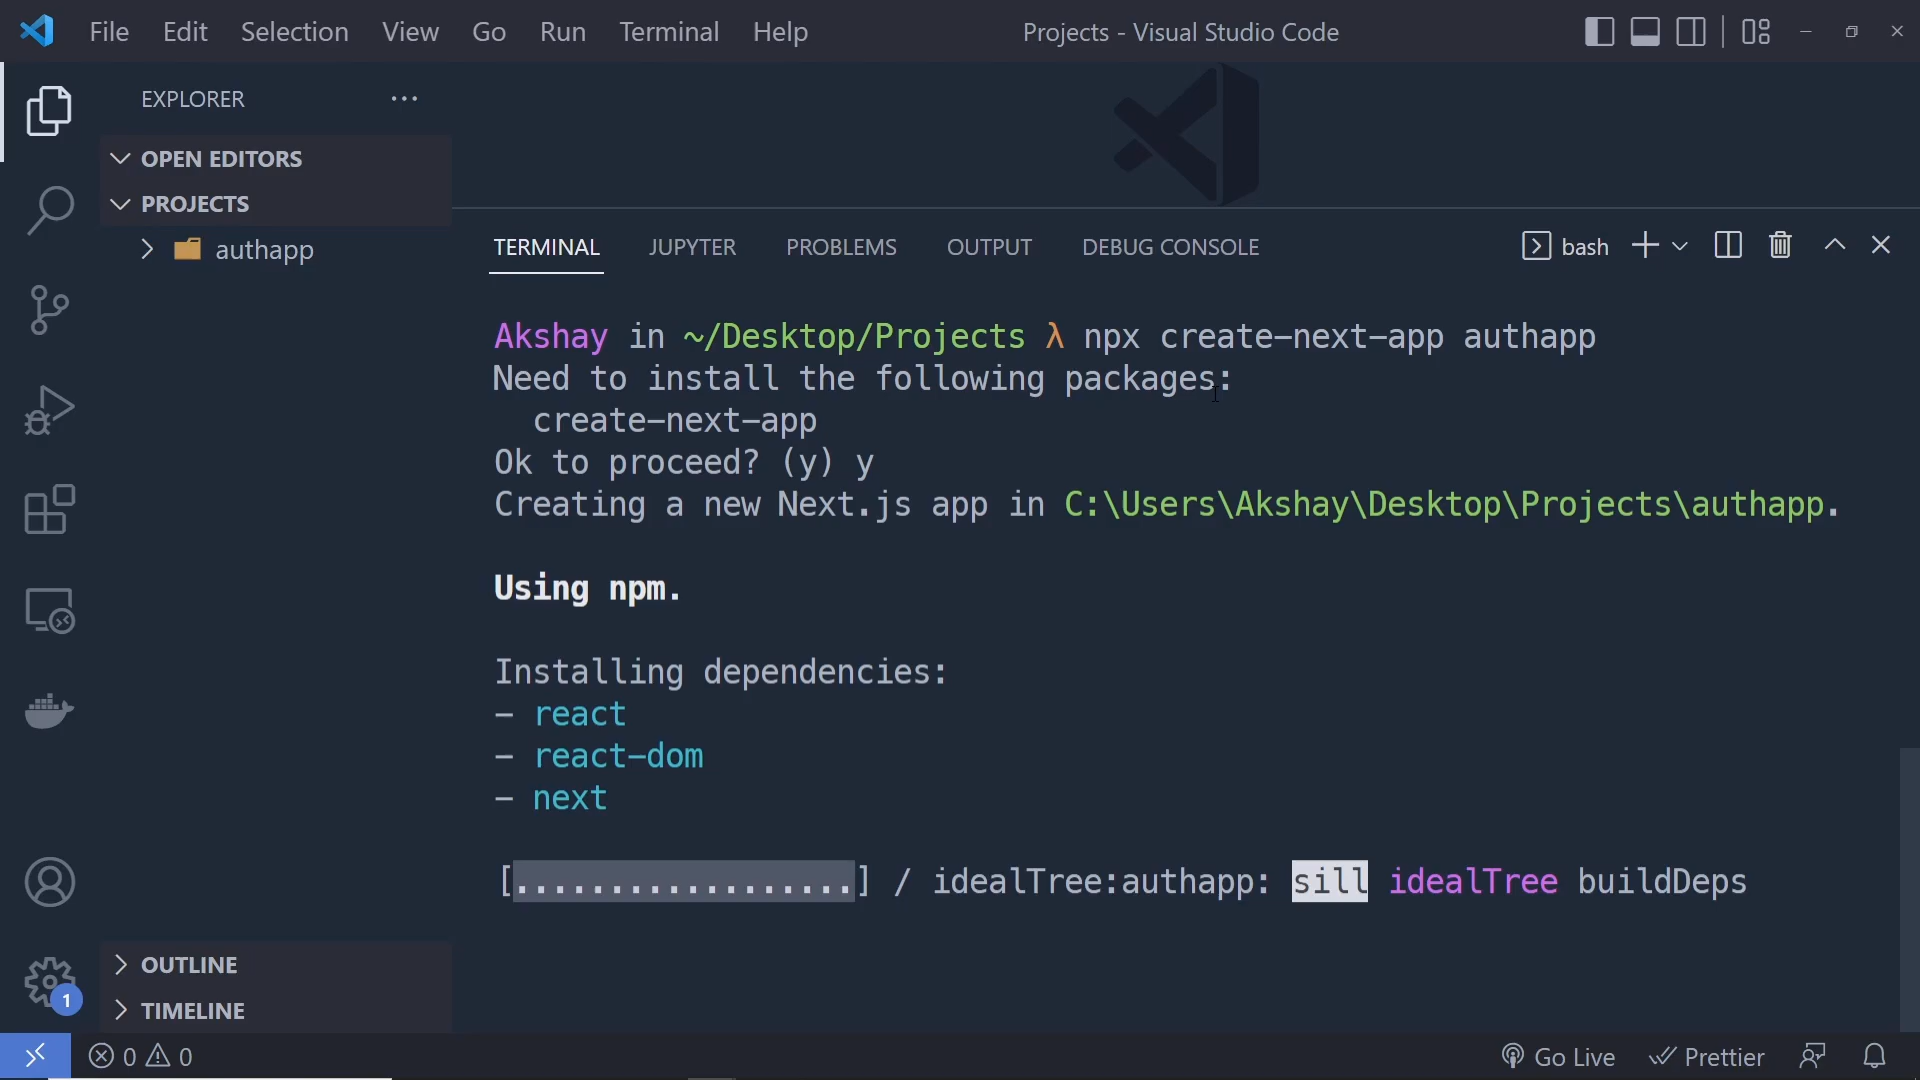 File Edit Selection View Go Run Terminal Help Projects - Visual Studio Code
EXPLORER
OPEN EDITORS
PROJECTS
authapp
TERMINAL JUPYTER PROBLEMS OUTPUT DEBUG CONSOLE bash
Akshay in ~/Desktop/Projects λ npx create-next-app authapp
Need to install the following packages:
create-next-app
Ok to proceed? (y) y
Creating a new Next.js app in C:\Users\Akshay\Desktop\Projects\authapp.
Using npm.
Installing dependencies:
- react
- react-dom
- next
[..................] / idealTree:authapp: sill idealTree buildDeps
OUTLINE
1
TIMELINE
0 0 Go Live Prettier